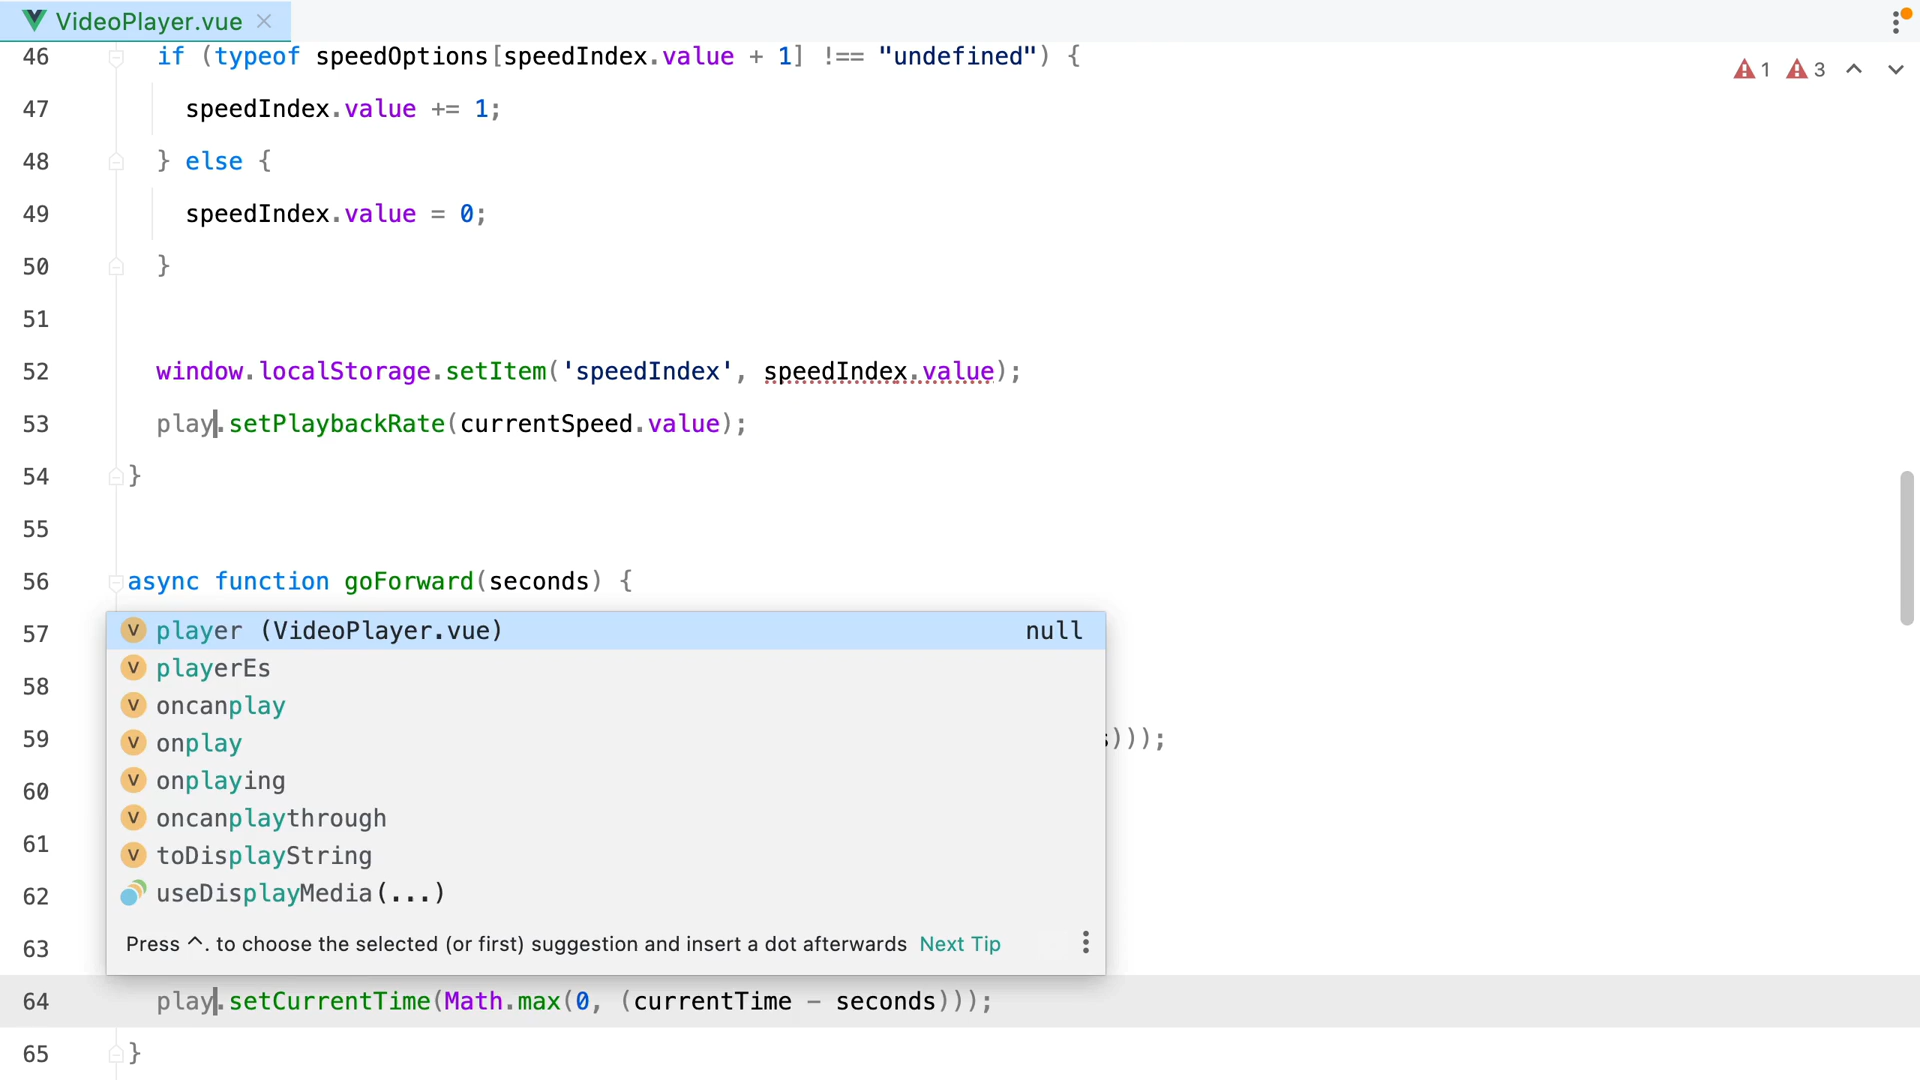 VideoPlayer.vue
46 if (typeof speedOptions[speedIndex.value + 1] !== "undefined") {
1 3
47 speedIndex.value += 1;
48 } else {
49 speedIndex.value = 0;
50 }
51
52 window.localStorage.setItem('speedIndex', speedIndex.value);
53 play.setPlaybackRate(currentSpeed.value);
54 }
55
56 async function goForward(seconds) {
57
player (VideoPlayer.vue) null
playerEs
58
oncanplay
59 )));
onplay
onplaying
60
oncanplaythrough
61
toDisplayString
62
useDisplayMedia(...)
63
Press ^. to choose the selected (or first) suggestion and insert a dot afterwards Next Tip
64 play.setCurrentTime(Math.max(0, (currentTime - seconds)));
65 }